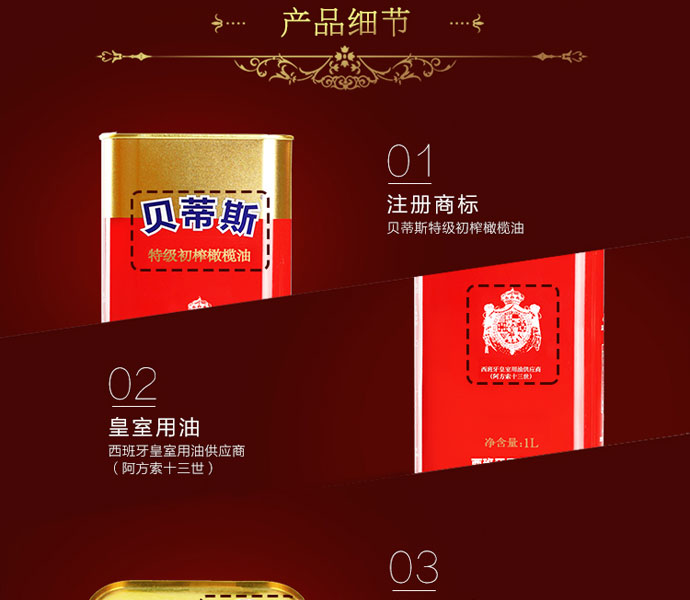 产品细节
贝蒂斯
特级初榨橄榄油
01
注册商标
贝蒂斯特级初榨橄榄油
西班牙皇室用油供应商
(阿方索十三世)
净含量:1L
02
皇室用油
西班牙皇室用油供应商
（阿方索十三世）
03